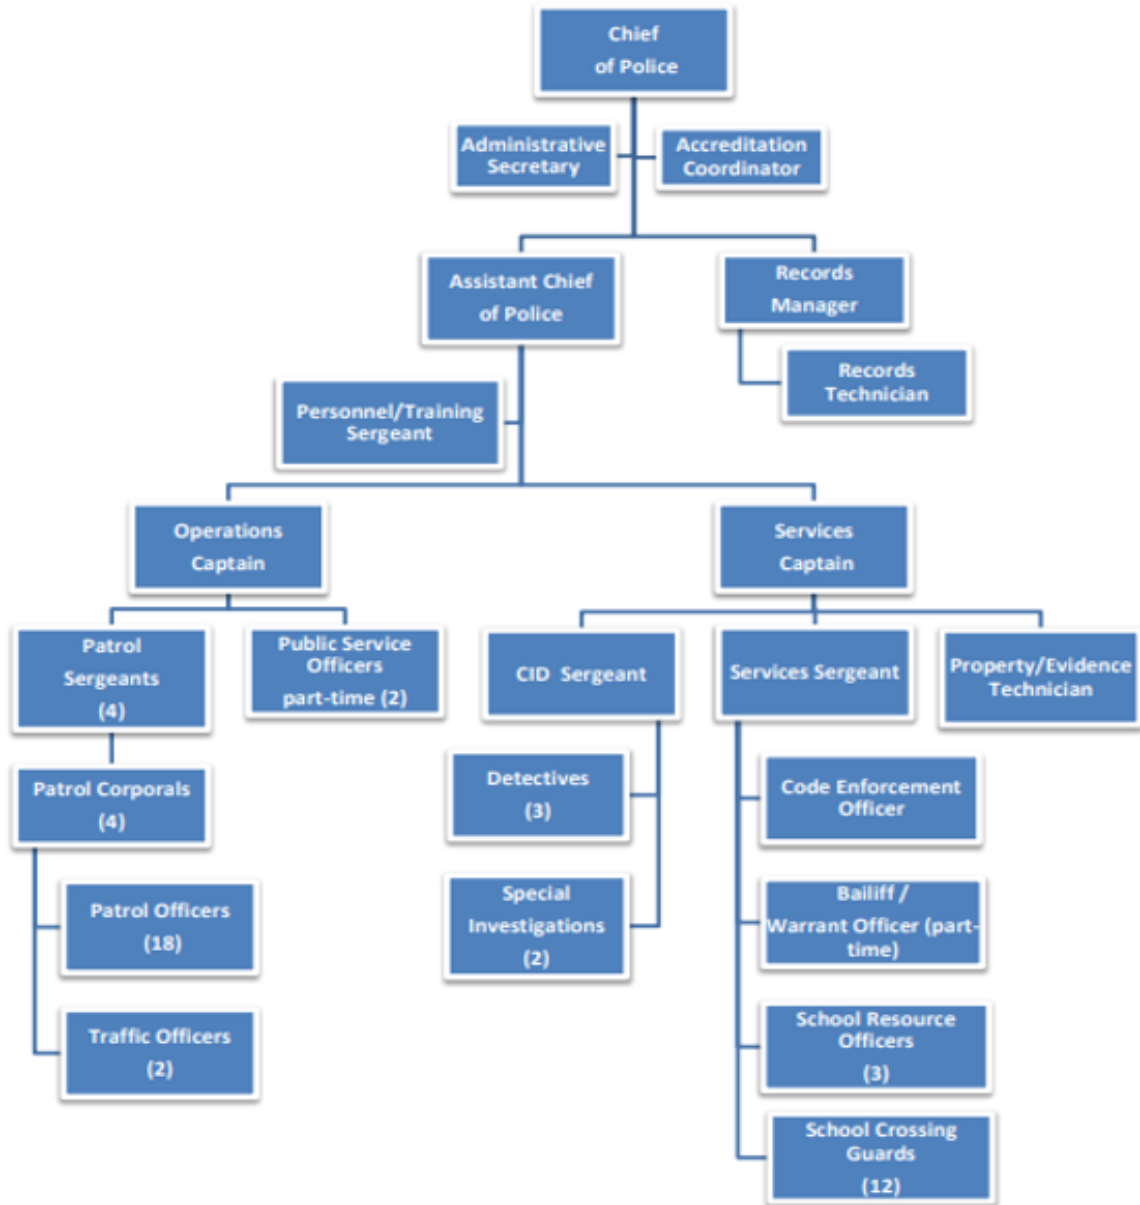 Chief
of Police
Administrative
Secretary
Accreditation
Coordinator
Assistant Chief
of Police
Records
Manager
Records
Technician
Personnel/Training
Sergeant
Operations
Captain
Services
Captain
Patrol
Sergeants
(4)
Public Service
Officers
part-time (2)
CID Sergeant
Services Sergeant
Property/Evidence
Technician
Patrol Corporals
(4)
Detectives
(3)
Code Enforcement
Officer
Patrol Officers
(18)
Special
Investigations
(2)
Bailiff /
Warrant Officer (part-
time)
Traffic Officers
(2)
School Resource
Officers
(3)
School Crossing
Guards
(12)